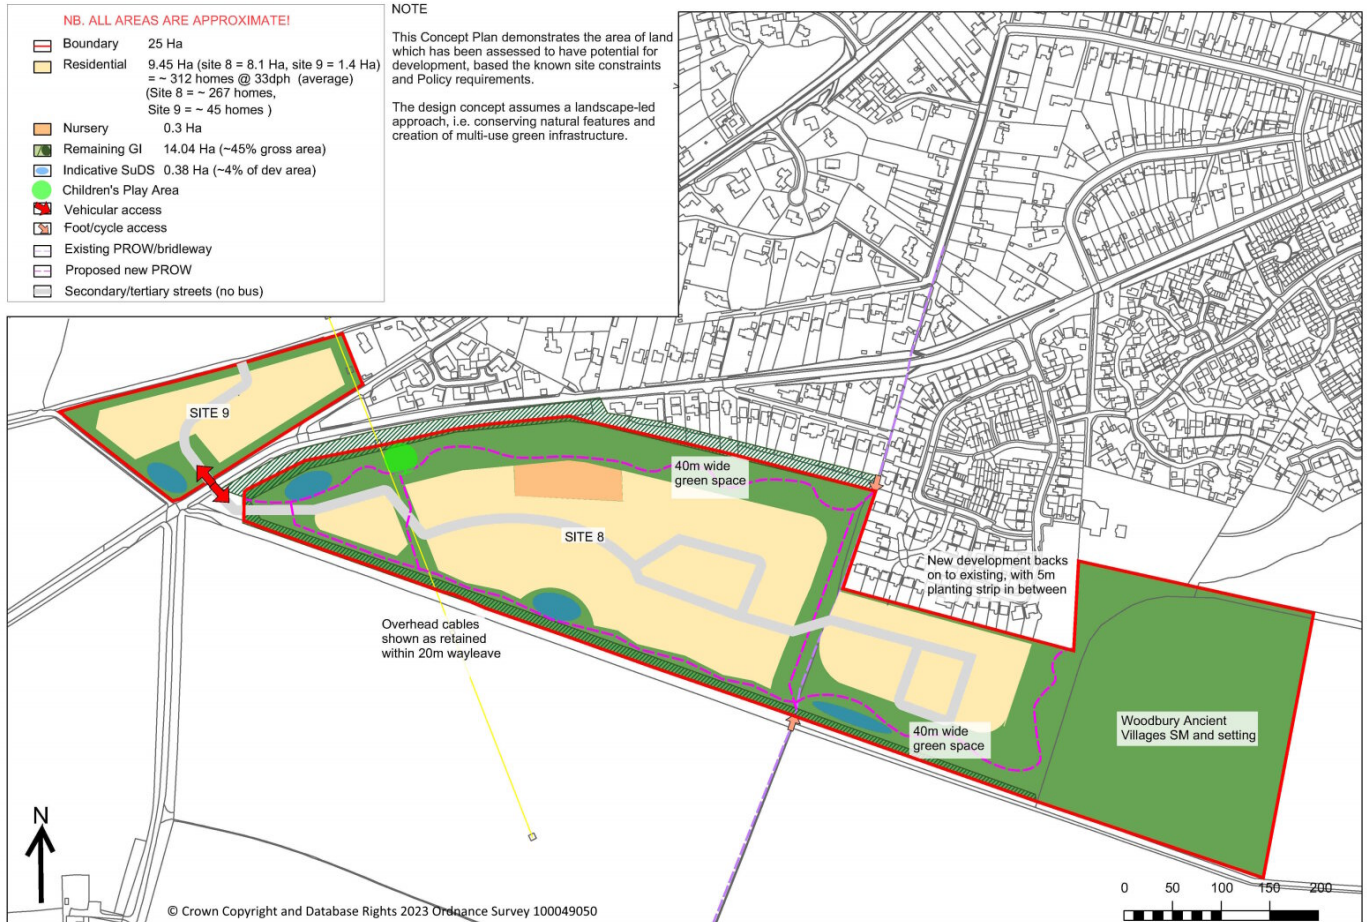 NB. ALL AREAS ARE APPROXIMATE!
Boundary 25 Ha
Residential 9.45 Ha (site 8 = 8.1 Ha, site 9 = 1.4 Ha)
= ~ 312 homes @ 33dph (average)
(Site 8 = ~ 267 homes,
Site 9 = ~ 45 homes )
Nursery 0.3 Ha
Remaining GI 14.04 Ha (~45% gross area)
Indicative SuDS 0.38 Ha (~4% of dev area)
Children's Play Area
Vehicular access
Foot/cycle access
Existing PROW/bridleway
Proposed new PROW
Secondary/tertiary streets (no bus)
NOTE
This Concept Plan demonstrates the area of land
which has been assessed to have potential for
development, based the known site constraints
and Policy requirements.
The design concept assumes a landscape-led
approach, i.e. conserving natural features and
creation of multi-use green infrastructure.
SITE 9
40m wide
green space
SITE 8
New development backs
on to existing, with 5m
planting strip in between
Overhead cables
shown as retained
within 20m wayleave
40m wide
green space
Woodbury Ancient
Villages SM and setting
N
0 50 100 150 200
© Crown Copyright and Database Rights 2023 Ordnance Survey 100049050